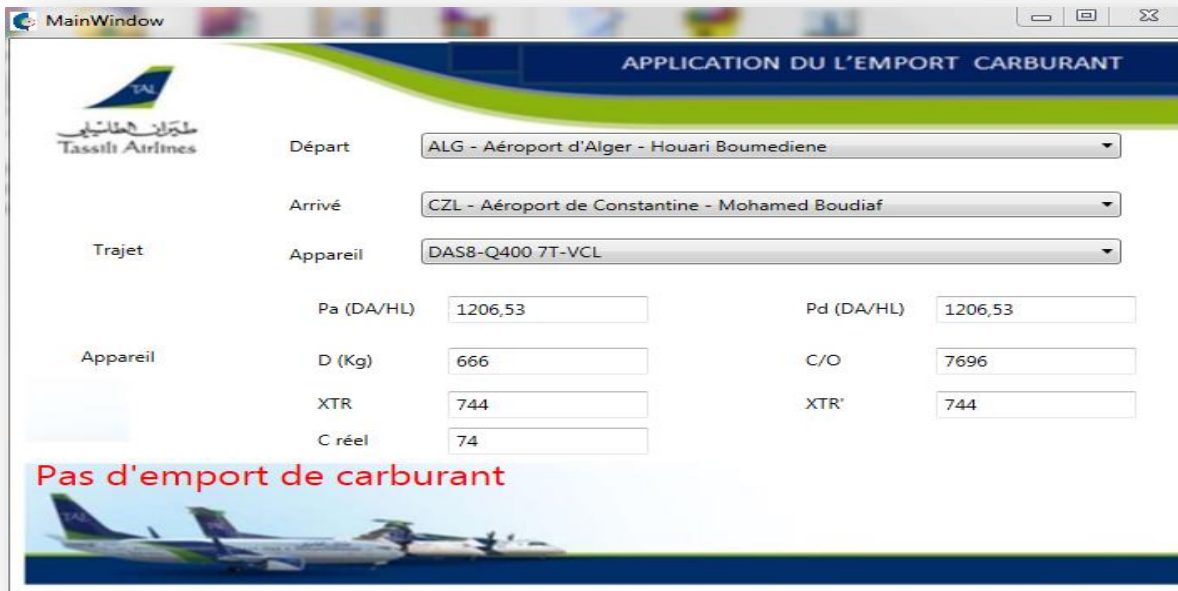 MainWindow
APPLICATION DU L'EMPORT CARBURANT
TAL
طيران الطاسيلي
Tassili Airlines
Départ
ALG - Aéroport d'Alger - Houari Boumediene
Arrivé
CZL - Aéroport de Constantine - Mohamed Boudiaf
Trajet
Appareil
DAS8-Q400 7T-VCL
Pa (DA/HL)
1206,53
Pd (DA/HL)
1206,53
Appareil
D (Kg)
666
C/O
7696
XTR
744
XTR'
744
C réel
74
Pas d'emport de carburant
TAL